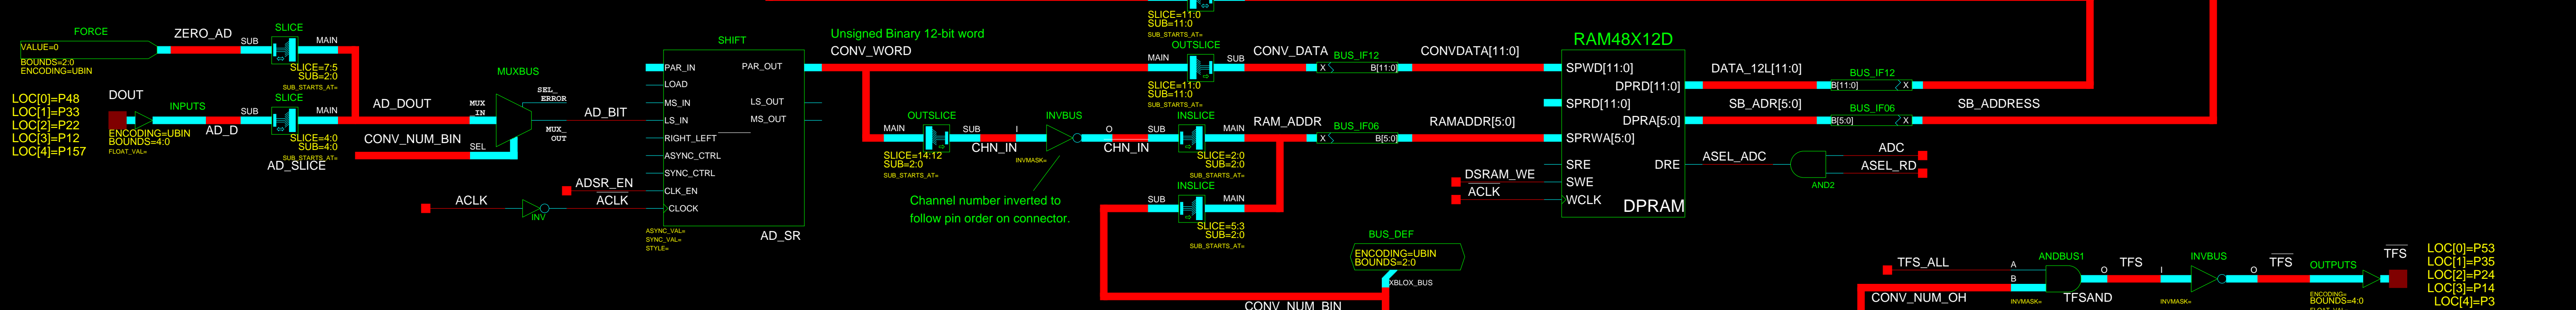 FORCE
VALUE=0
BOUNDS=2:0
ENCODING=UBIN
ZERO_AD
SLICE
SUB
MAIN
SLICE=7:5
SUB=2:0
SUB_STARTS_AT=
LOC[0]=P48
LOC[1]=P33
LOC[2]=P22
LOC[3]=P12
LOC[4]=P157
DOUT
INPUTS
ENCODING=UBIN
BOUNDS=4:0
FLOAT_VAL=
AD_D
SUB
SLICE
MAIN
SLICE=4:0
SUB=4:0
SUB_STARTS_AT=
AD_SLICE
AD_DOUT
CONV_NUM_BIN
MUXBUS
MUX
IN
SEL
SEL_
ERROR
MUX_
OUT
AD_BIT
ACLK
INV
ADSR_EN
ACLK
SHIFT
PAR_IN
LOAD
MS_IN
LS_IN
RIGHT_LEFT
ASYNC_CTRL
SYNC_CTRL
CLK_EN
CLOCK
PAR_OUT
LS_OUT
MS_OUT
ASYNC_VAL=
SYNC_VAL=
STYLE=
AD_SR
Unsigned Binary 12-bit word
CONV_WORD
SLICE=11:0
SUB=11:0
SUB_STARTS_AT=
OUTSLICE
MAIN
SUB
SLICE=11:0
SUB=11:0
SUB_STARTS_AT=
CONV_DATA
BUS_IF12
X
B[11:0]
CONVDATA[11:0]
OUTSLICE
MAIN
SUB
SLICE=14:12
SUB=2:0
SUB_STARTS_AT=
CHN_IN
INVBUS
I
O
INVMASK=
CHN_IN
SUB
INSLICE
MAIN
SLICE=2:0
SUB=2:0
SUB_STARTS_AT=
RAM_ADDR
BUS_IF06
X
B[5:0]
RAMADDR[5:0]
Channel number inverted to
follow pin order on connector.
INSLICE
SUB
MAIN
SLICE=5:3
SUB=2:0
SUB_STARTS_AT=
BUS_DEF
ENCODING=UBIN
BOUNDS=2:0
XBLOX_BUS
CONV_NUM_BIN
RAM48X12D
SPWD[11:0]
DPRD[11:0]
SPRD[11:0]
DPRA[5:0]
SPRWA[5:0]
SRE
DRE
SWE
WCLK
DPRAM
DSRAM_WE
ACLK
DATA_12L[11:0]
BUS_IF12
B[11:0]
X
SB_ADR[5:0]
BUS_IF06
B[5:0]
X
SB_ADDRESS
ASEL_ADC
AND2
ADC
ASEL_RD
TFS_ALL
CONV_NUM_OH
A
B
INVMASK=
ANDBUS1
O
TFSAND
TFS
I
INVBUS
INVMASK=
O
TFS
OUTPUTS
ENCODING=
BOUNDS=4:0
FLOAT_VAL=
TFS
LOC[0]=P53
LOC[1]=P35
LOC[2]=P24
LOC[3]=P14
LOC[4]=P3